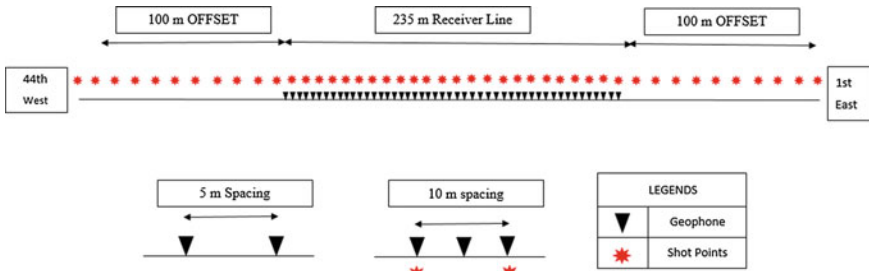 100 m OFFSET
235 m Receiver Line
100 m OFFSET
44th
West
1st
East
5 m Spacing
10 m spacing
LEGENDS
Geophone
Shot Points